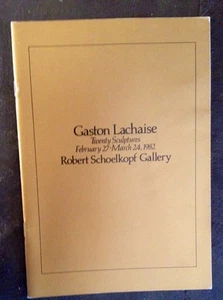 Gaston Lachaise
Twenty Sculptures
February 27-March 24, 1982
Robert Schoelkopf Gallery